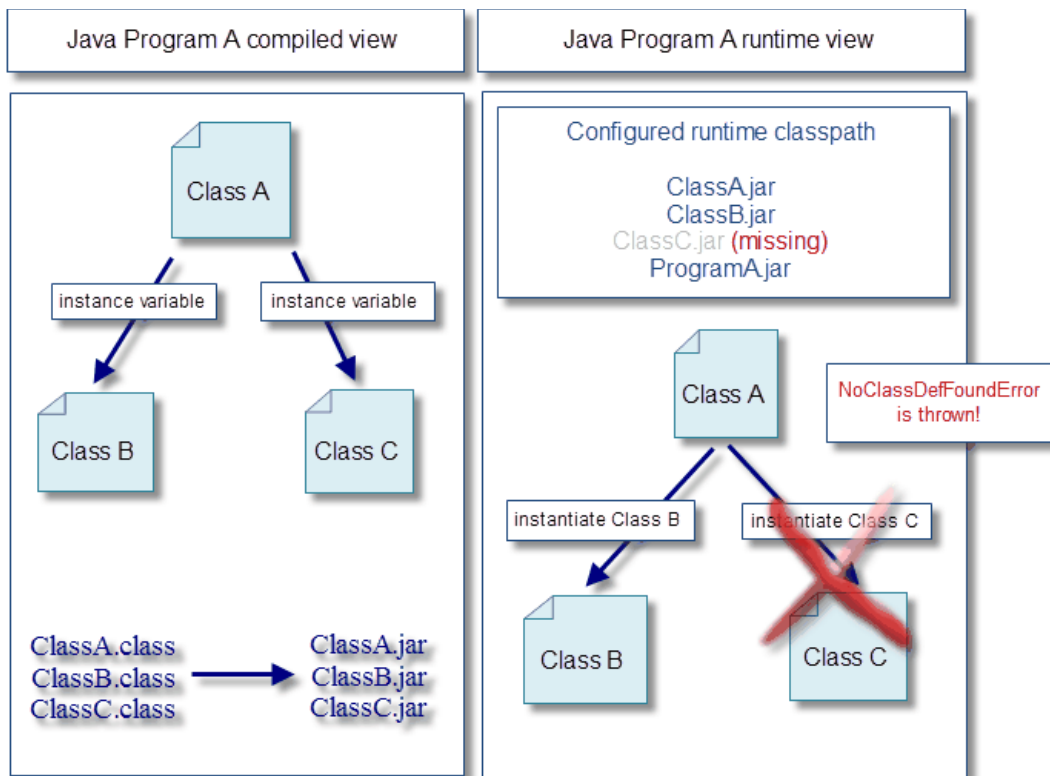 Java Program A compiled view
Class A
instance variable
instance variable
Class B
Class C
ClassA.class
ClassB.class
ClassC.class
ClassA.jar
ClassB.jar
ClassC.jar
Java Program A runtime view
Configured runtime classpath
ClassA.jar
ClassB.jar
ClassC.jar (missing)
ProgramA.jar
Class A
NoClassDefFoundError
is thrown!
instantiate Class B
instantiate Class C
Class B
Class C